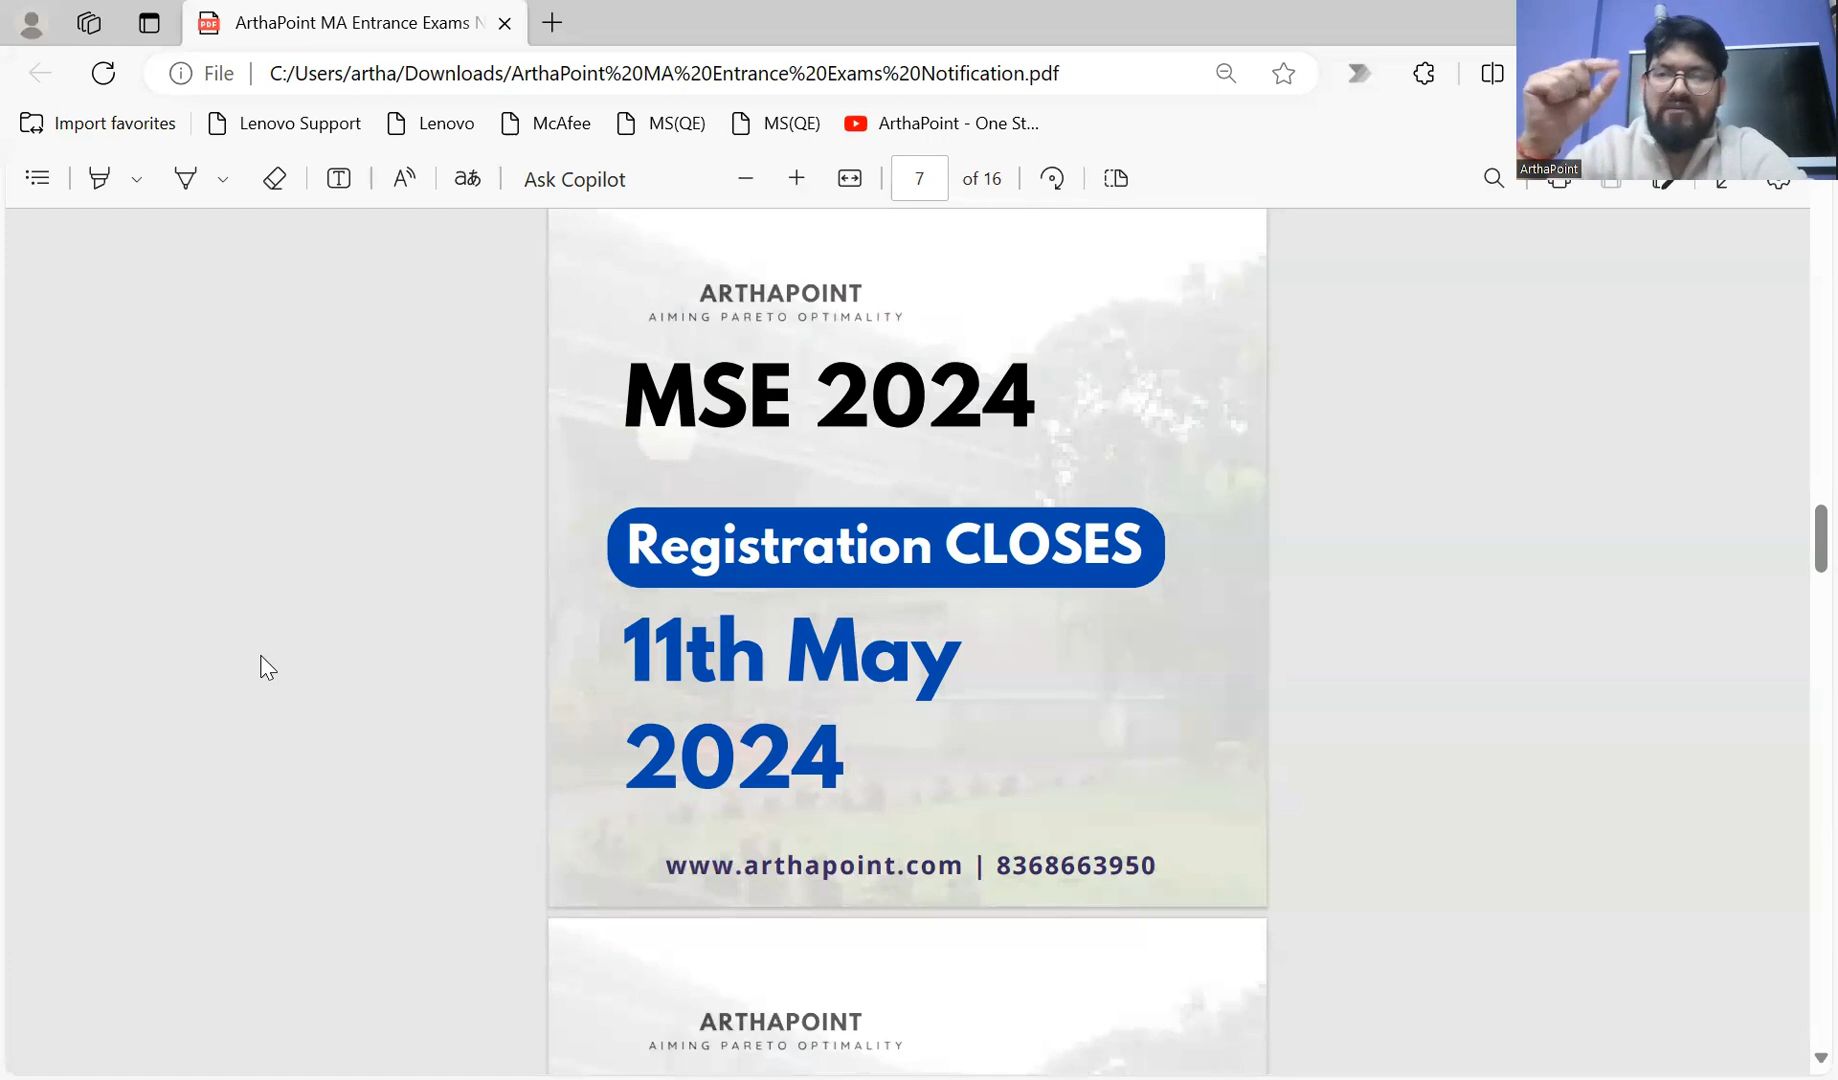 ArthaPoint MA Entrance Exams N
File
C:/Users/artha/Downloads/ArthaPoint%20MA%20Entrance%20Exams%20Notification.pdf
Import favorites
Lenovo Support
Lenovo
McAfee
MS(QE)
MS(QE)
ArthaPoint - One St...
Ask Copilot
7
of 16
ArthaPoint
ARTHAPOINT
AIMING PARETO OPTIMALITY
MSE 2024
Registration CLOSES
11th May
2024
www.arthapoint.com | 8368663950
ARTHAPOINT
AIMING PARETO OPTIMALITY